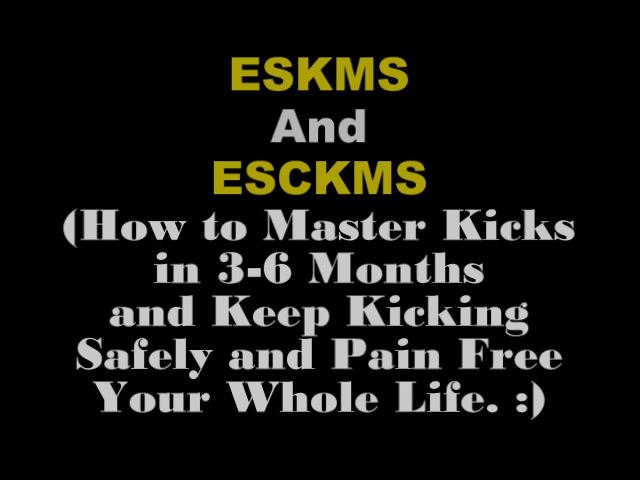 ESKMS
And
ESCKMS
(How to Master Kicks
in 3-6 Months
and Keep Kicking
Safely and Pain Free
Your Whole Life. :)